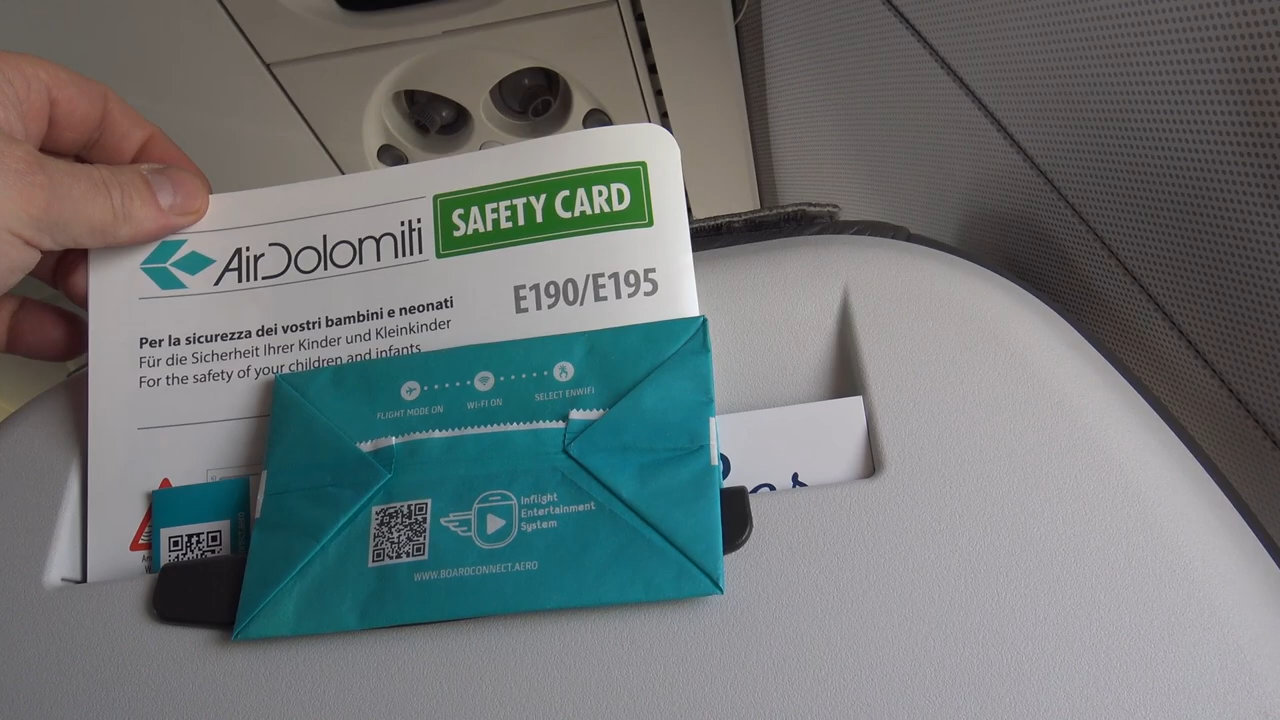 AirDolomiti
SAFETY CARD
E190/E195
Per la sicurezza dei vostri bambini e neonati
Für die Sicherheit Ihrer Kinder und Kleinkinder
For the safety of your children and infants
FLIGHT MODE ON
WI-FI ON
SELECT ENWIFI
Inflight
Entertainment
System
WWW.BOARDCONNECT.AERO